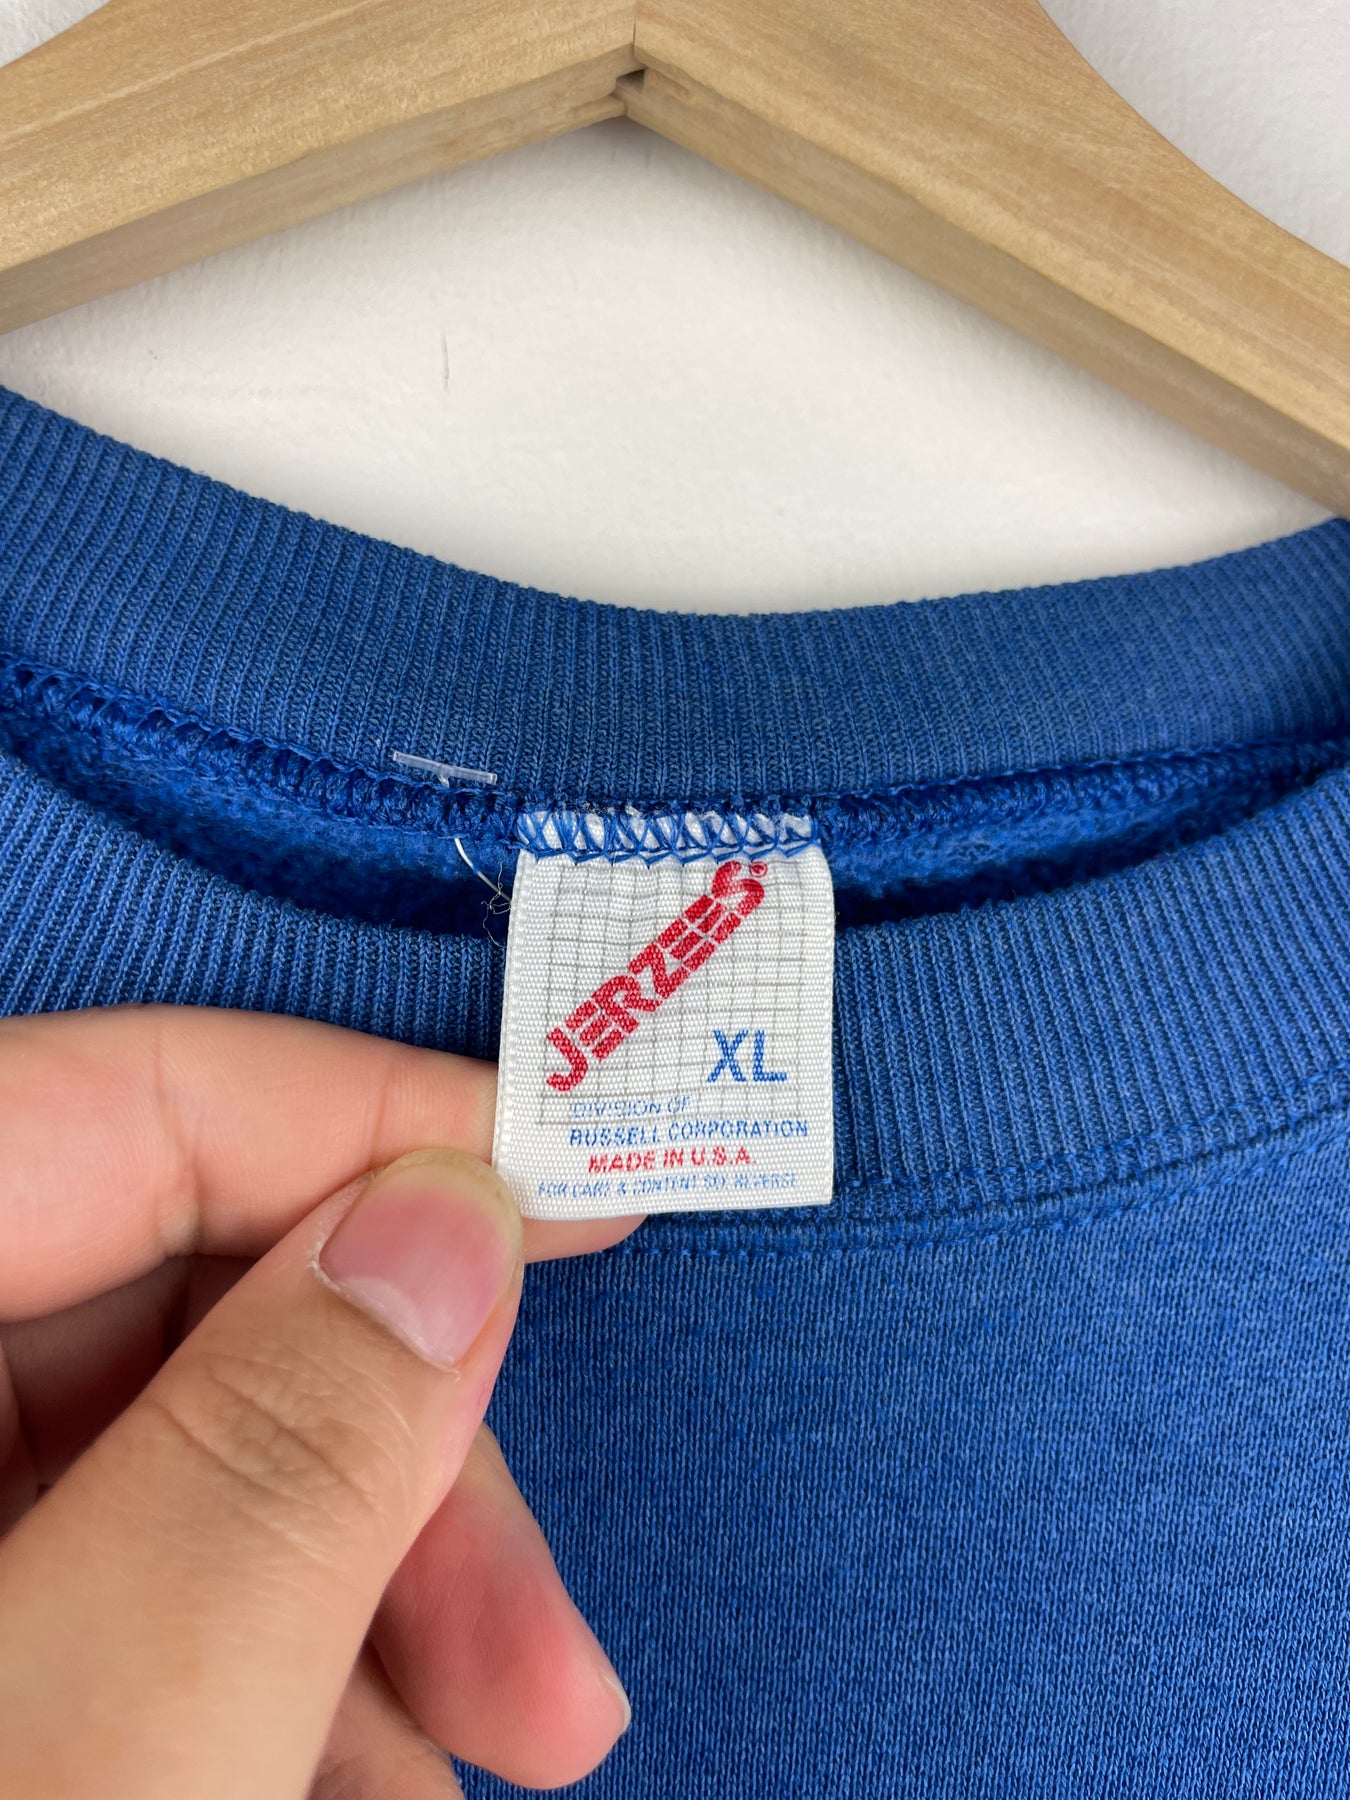 JERZEES®
XL
DIVISION OF
RUSSELL CORPORATION
MADE IN U.S.A.
FOR CARE & CONTENT SEE REVERSE